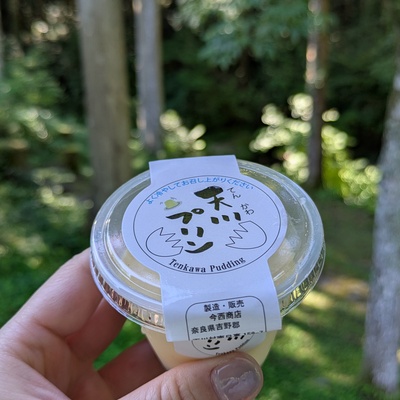 よく冷やしてお召し上がりください
天川
てんかわ
プリン
Tenkawa Pudding
製造・販売
今西商店
奈良県吉野郡